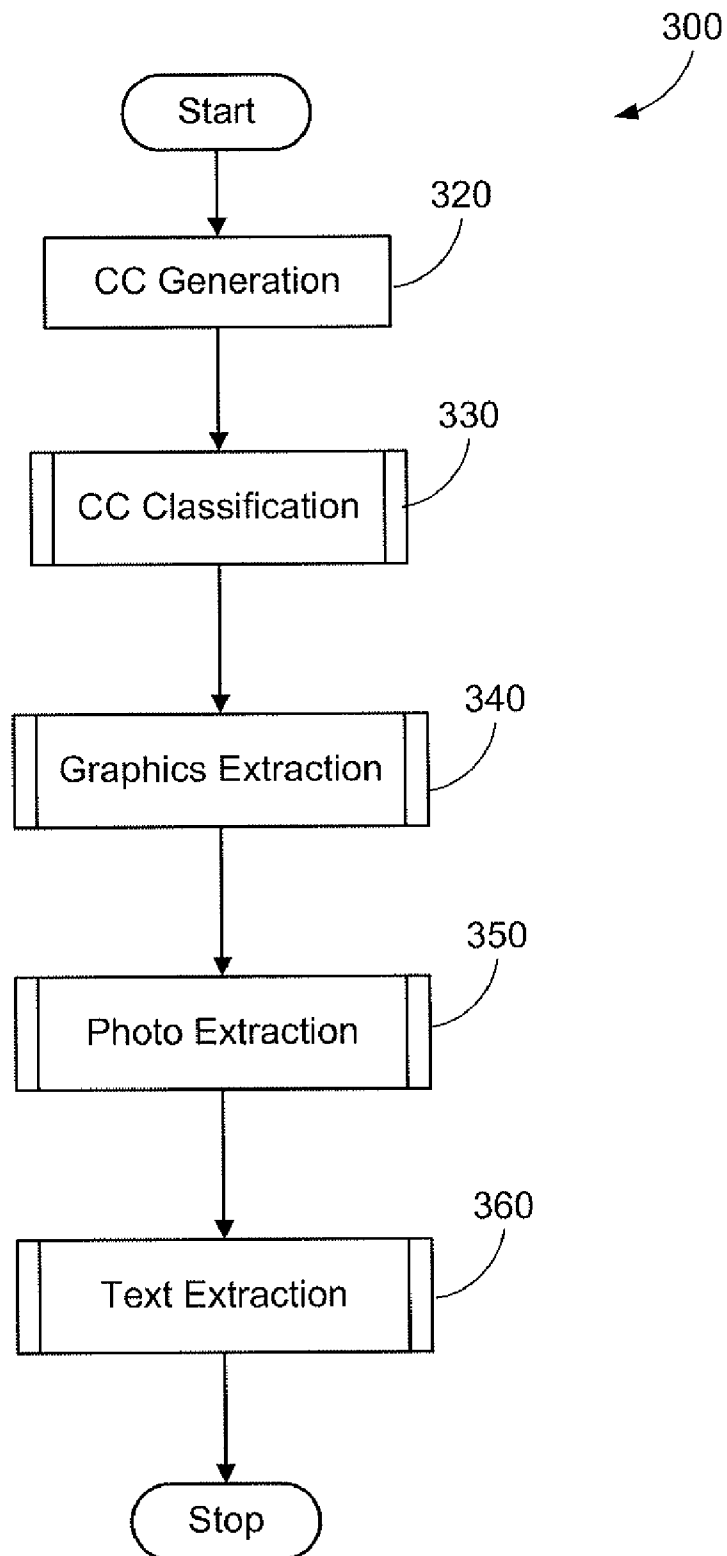 300
Start
320
CC Generation
330
CC Classification
340
Graphics Extraction
350
Photo Extraction
360
Text Extraction
Stop